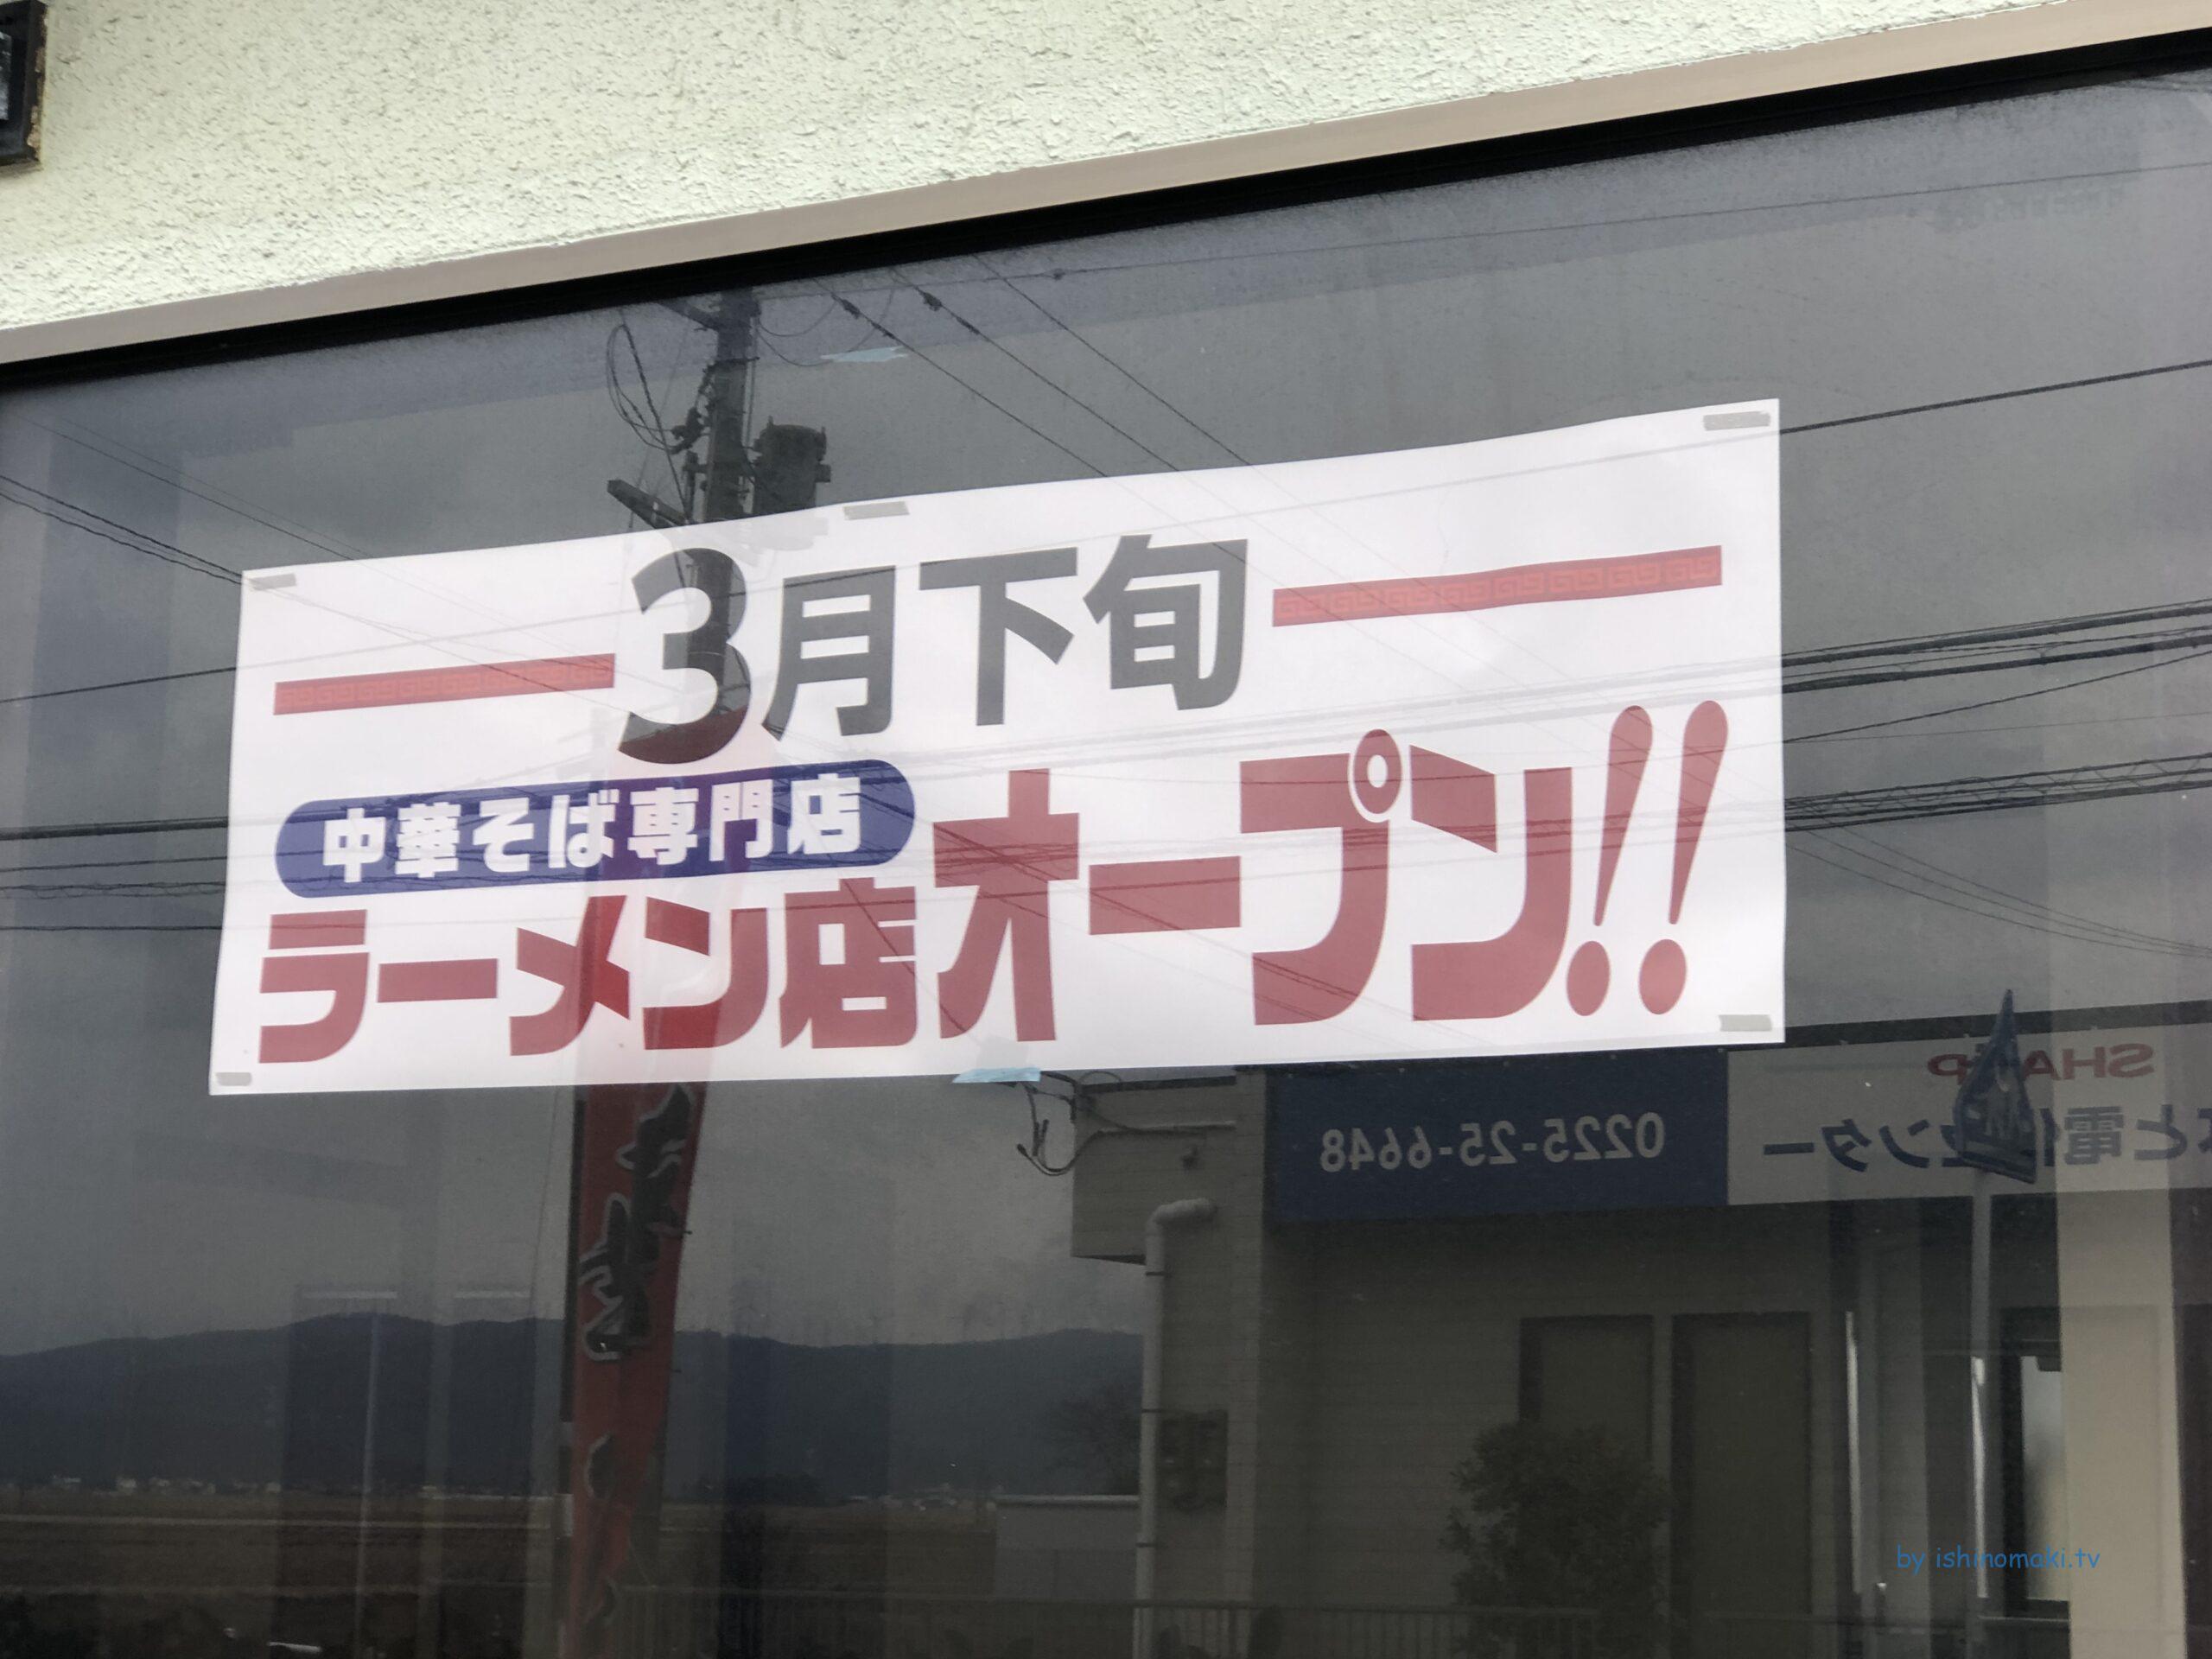 3月下旬
中華そば専門店
ラーメン店オープン!!
SHARP
0225-25-6648
by ishinomaki.tv